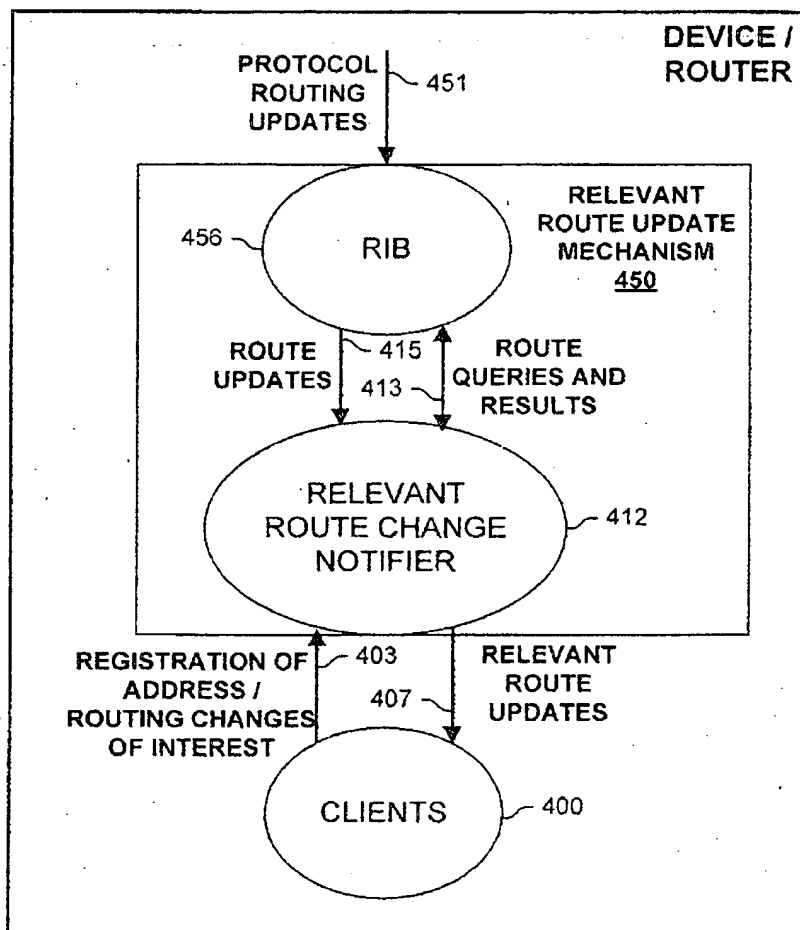 DEVICE /
ROUTER
PROTOCOL
ROUTING
UPDATES
451
RELEVANT
ROUTE UPDATE
MECHANISM
450
456
RIB
ROUTE
UPDATES
415
413
ROUTE
QUERIES AND
RESULTS
RELEVANT
ROUTE CHANGE
NOTIFIER
412
REGISTRATION OF
ADDRESS /
ROUTING CHANGES
OF INTEREST
403
407
RELEVANT
ROUTE
UPDATES
CLIENTS
400